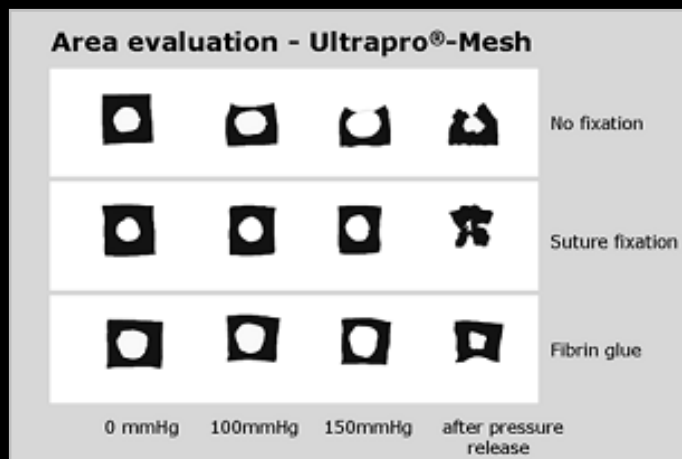 Area evaluation - Ultrapro®-Mesh
No fixation
Suture fixation
Fibrin glue
0 mmHg 100mmHg 150mmHg after pressure
release